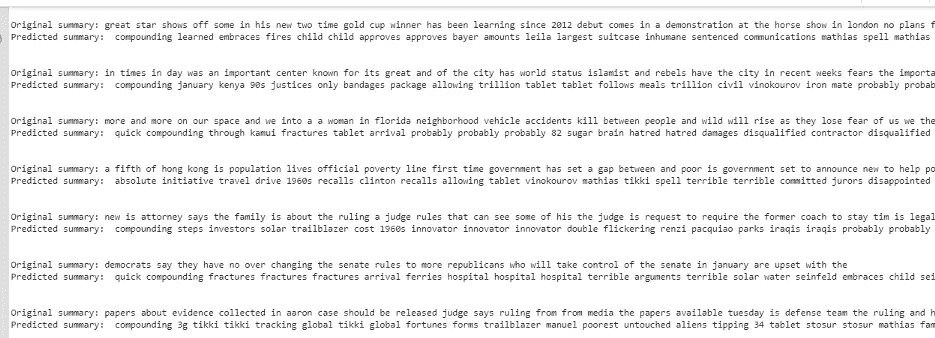 Original summary: great star shows off some in his new two time gold cup winner has been learning since 2012 debut comes in a demonstration at the horse show in london no plans f
Predicted summary: compounding learned embraces fires child child approves approves bayer amounts leila largest suitcase inhumane sentenced communications mathias spell mathias
Original summary: in times in day was an important center known for its great and of the city has world status islamist and rebels have the city in recent weeks fears the importa
Predicted summary: compounding january kenya 90s justices only bandages package allowing trillion tablet tablet follows meals trillion civil vinokourov iron mate probably probab
Original summary: more and more on our space and we into a a woman in florida neighborhood vehicle accidents kill between people and wild will rise as they lose fear of us we the
Predicted summary: quick compounding through kamui fractures tablet arrival probably probably probably 82 sugar brain hatred hatred damages disqualified contractor disqualified
Original summary: a fifth of hong kong is population lives official poverty line first time government has set a gap between and poor is government set to announce new to help po
Predicted summary: absolute initiative travel drive 1960s recalls clinton recalls allowing tablet vinokourov mathias tikki spell terrible terrible committed jurors disappointed
Original summary: new is attorney says the family is about the ruling a judge rules that can see some of his the judge is request to require the former coach to stay tim is legal
Predicted summary: compounding steps investors solar trailblazer cost 1960s innovator innovator innovator double flickering renzi pacquiao parks iraqis iraqis probably probably
Original summary: democrats say they have no over changing the senate rules to more republicans who will take control of the senate in january are upset with the
Predicted summary: quick compounding fractures fractures fractures arrival ferries hospital hospital hospital terrible arguments terrible solar water seinfeld embraces child sei
Original summary: papers about evidence collected in aaron case should be released judge says ruling from from media the papers available tuesday is defense team the ruling and h
Predicted summary: compounding 3g tikki tikki tracking global tikki global fortunes forms trailblazer manuel poorest untouched aliens tipping 34 tablet stosur stosur mathias fam